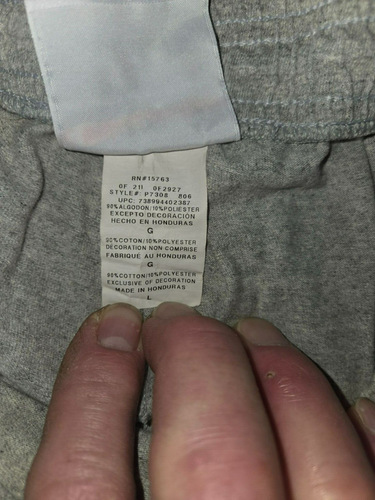 RN#15763
OF 211 OF2927
STYLE#: P7308 806
UPC: 738994402387
90%ALGODON/10%POLIESTER
EXCEPTO DECORACIÓN
HECHO EN HONDURAS
G
90%COTON/10%POLYESTER
DECORATION NON COMPRISE
FABRIQUÉ AU HONDURAS
G
90%COTTON/10%POLYESTER
EXCLUSIVE OF DECORATION
MADE IN HONDURAS
L